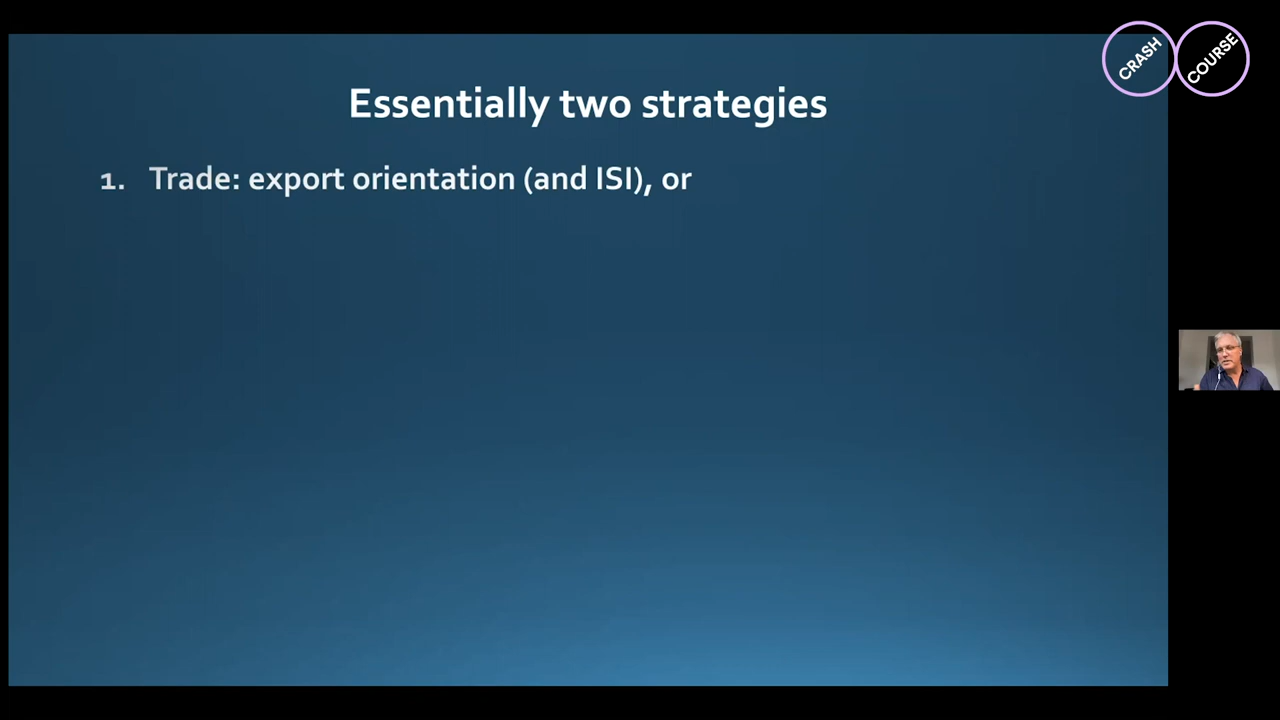 CRASH COURSE
Essentially two strategies
1. Trade: export orientation (and ISI), or